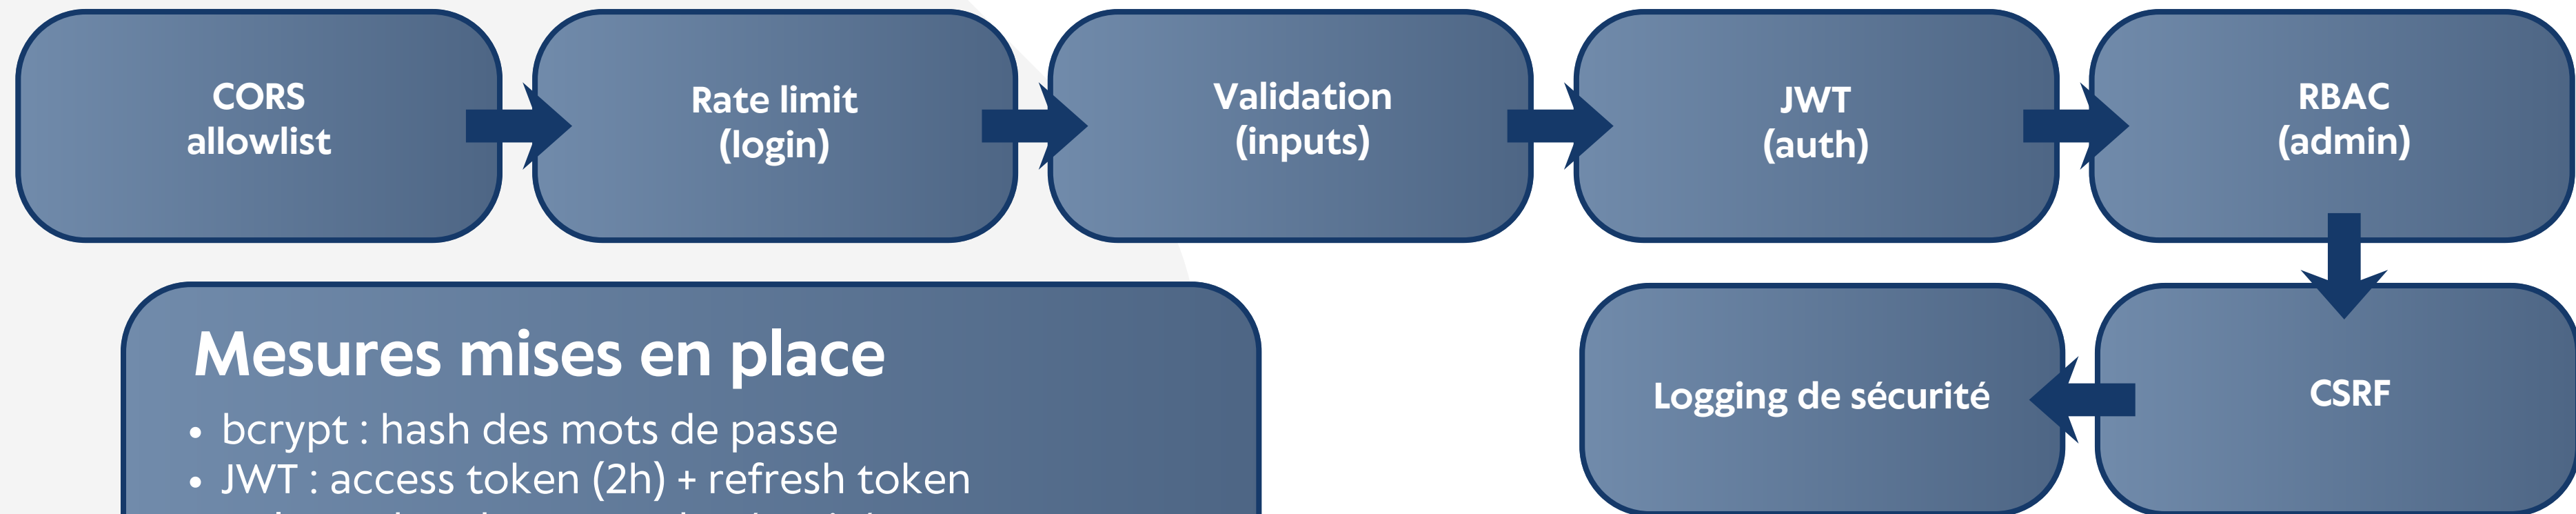 CORS
allowlist
Rate limit
(login)
Validation
(inputs)
JWT
(auth)
RBAC
(admin)
Mesures mises en place
• bcrypt : hash des mots de passe
• JWT : access token (2h) + refresh token
Logging de sécurité
CSRF